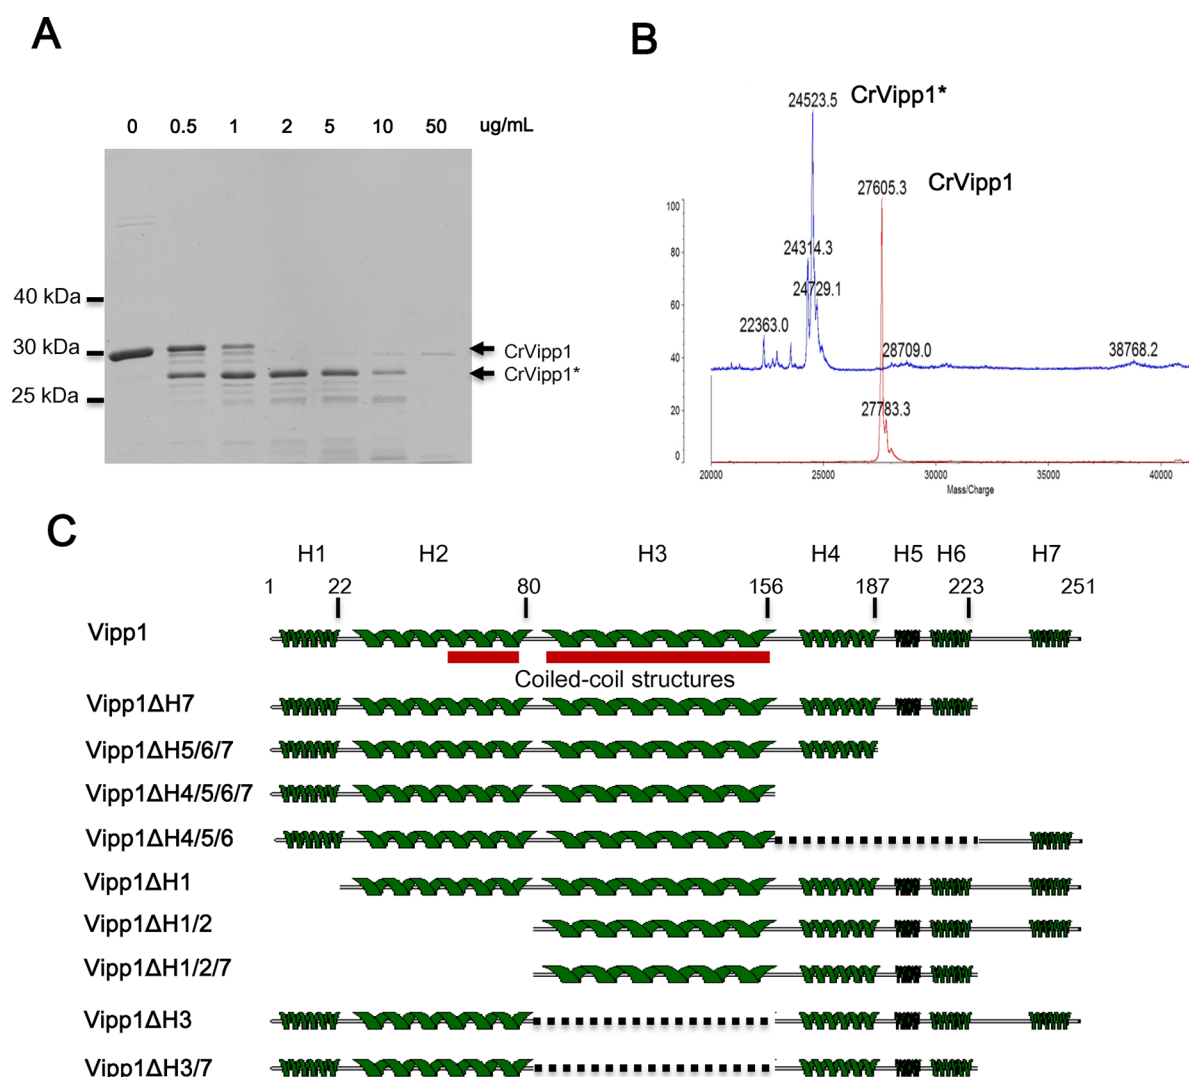 A
0 0.5 1 2 5 10 50 ug/mL
40 kDa
30 kDa
25 kDa
CrVipp1
CrVipp1*
B
24523.5 CrVipp1*
CrVipp1
27605.3
24314.3
24729.1
22363.0
28709.0
38768.2
27783.3
100
80
60
40
20
0
20000 25000 30000 35000 40000
Mass/Charge
C
H1 H2 H3 H4 H5 H6 H7
1 22 80 156 187 223 251
Vipp1
Coiled-coil structures
Vipp1ΔH7
Vipp1ΔH5/6/7
Vipp1ΔH4/5/6/7
Vipp1ΔH4/5/6
Vipp1ΔH1
Vipp1ΔH1/2
Vipp1ΔH1/2/7
Vipp1ΔH3
Vipp1ΔH3/7